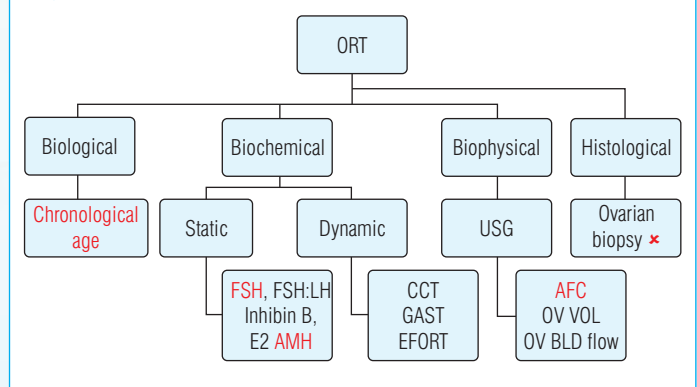 ORT
Biological
Biochemical
Biophysical
Histological
Chronological
age
Static
Dynamic
USG
Ovarian
biopsy ×
FSH, FSH:LH
Inhibin B,
E2 AMH
CCT
GAST
EFORT
AFC
OV VOL
OV BLD flow